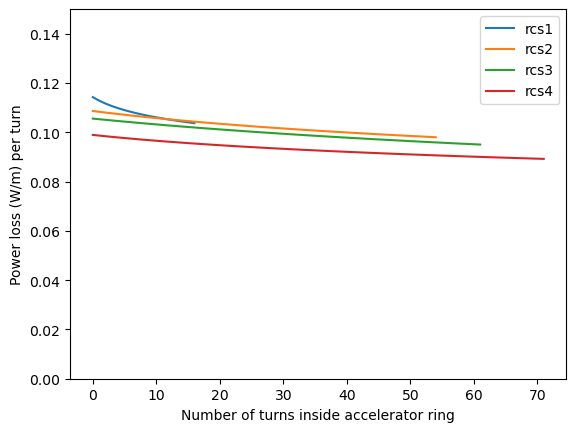 rcs1
rcs2
rcs3
rcs4
Power loss (W/m) per turn
0.14
0.12
0.10
0.08
0.06
0.04
0.02
0.00
0 10 20 30 40 50 60 70
Number of turns inside accelerator ring